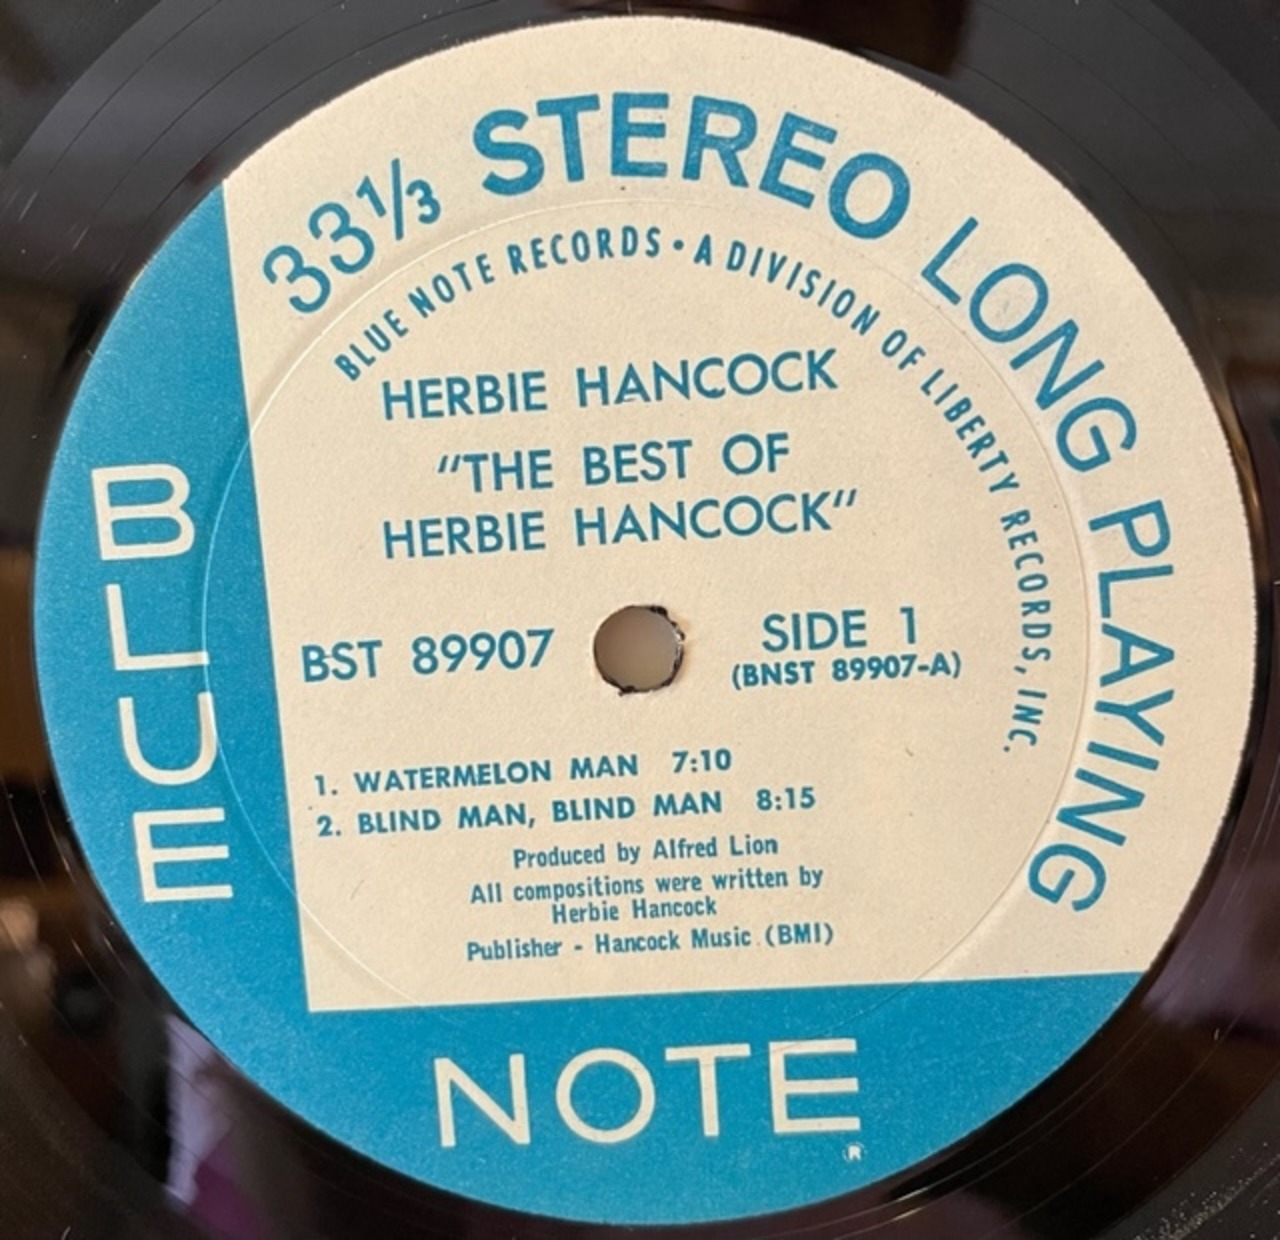 33 1/3 STEREO LONG PLAYING
BLUE NOTE RECORDS • A DIVISION OF LIBERTY RECORDS, INC.
HERBIE HANCOCK
"THE BEST OF
HERBIE HANCOCK"
BST 89907
SIDE 1
(BNST 89907-A)
1. WATERMELON MAN 7:10
2. BLIND MAN, BLIND MAN 8:15
Produced by Alfred Lion
All compositions were written by
Herbie Hancock
Publisher - Hancock Music (BMI)
BLUE
NOTE
®